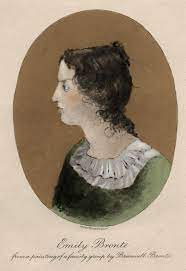 Emily Brontë
from a painting of a family group by Branwell Brontë